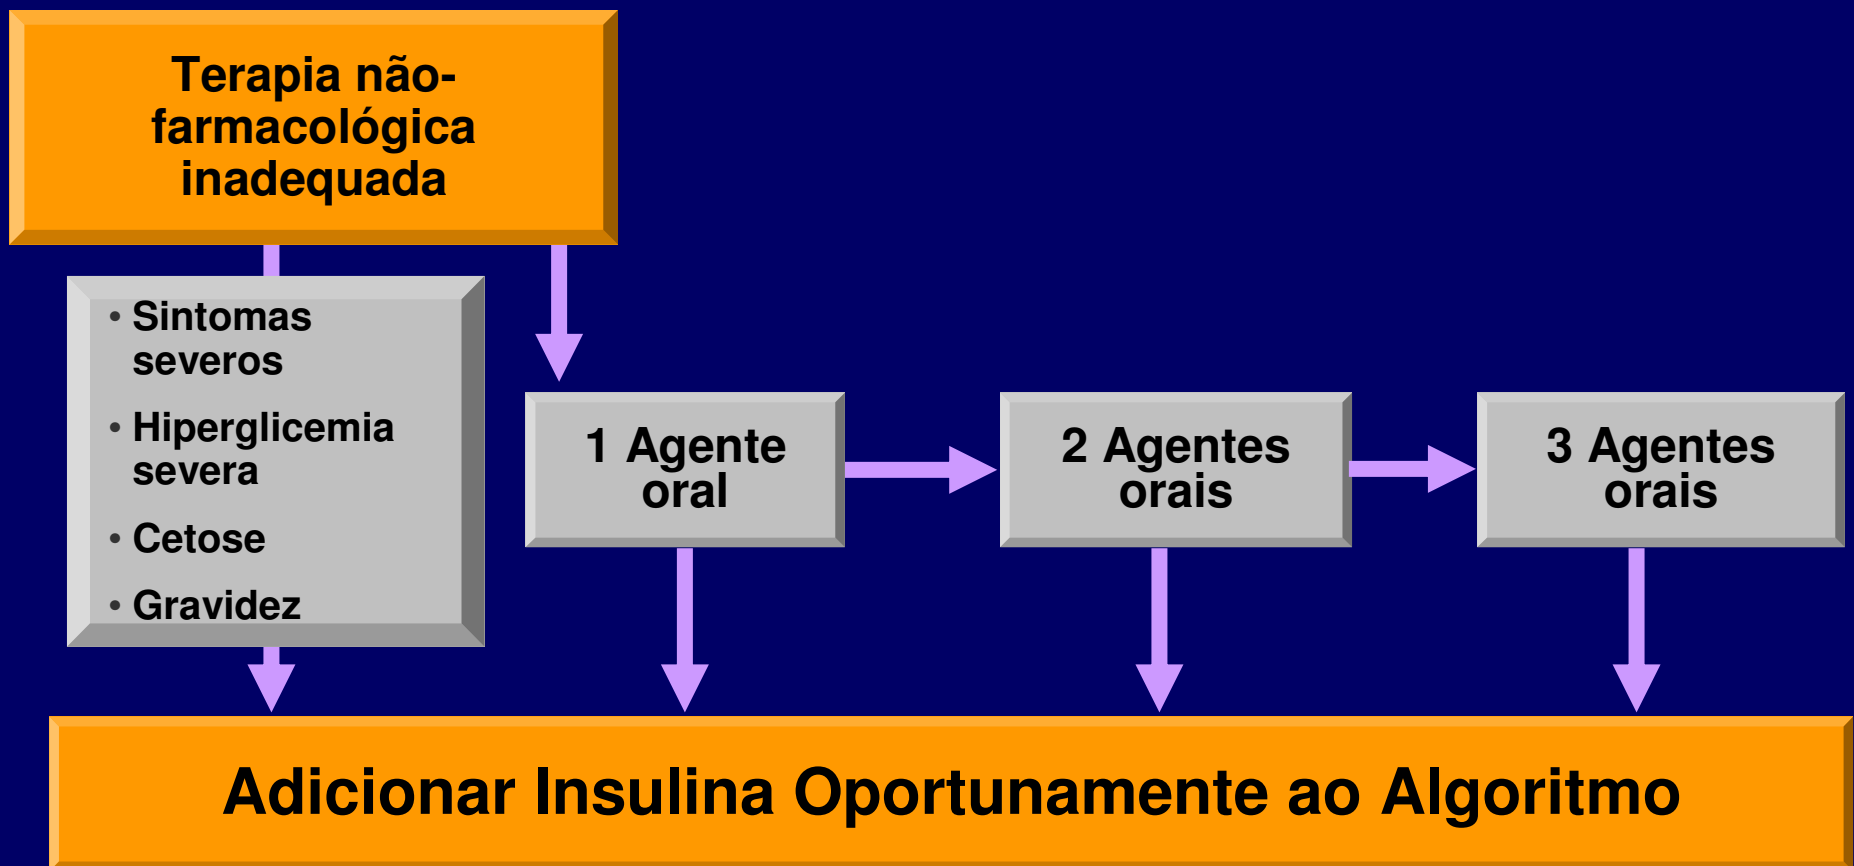 Terapia não-
farmacológica
inadequada
• Sintomas
severos
• Hiperglicemia
severa
• Cetose
• Gravidez
1 Agente
oral
2 Agentes
orais
3 Agentes
orais
Adicionar Insulina Oportunamente ao Algoritmo